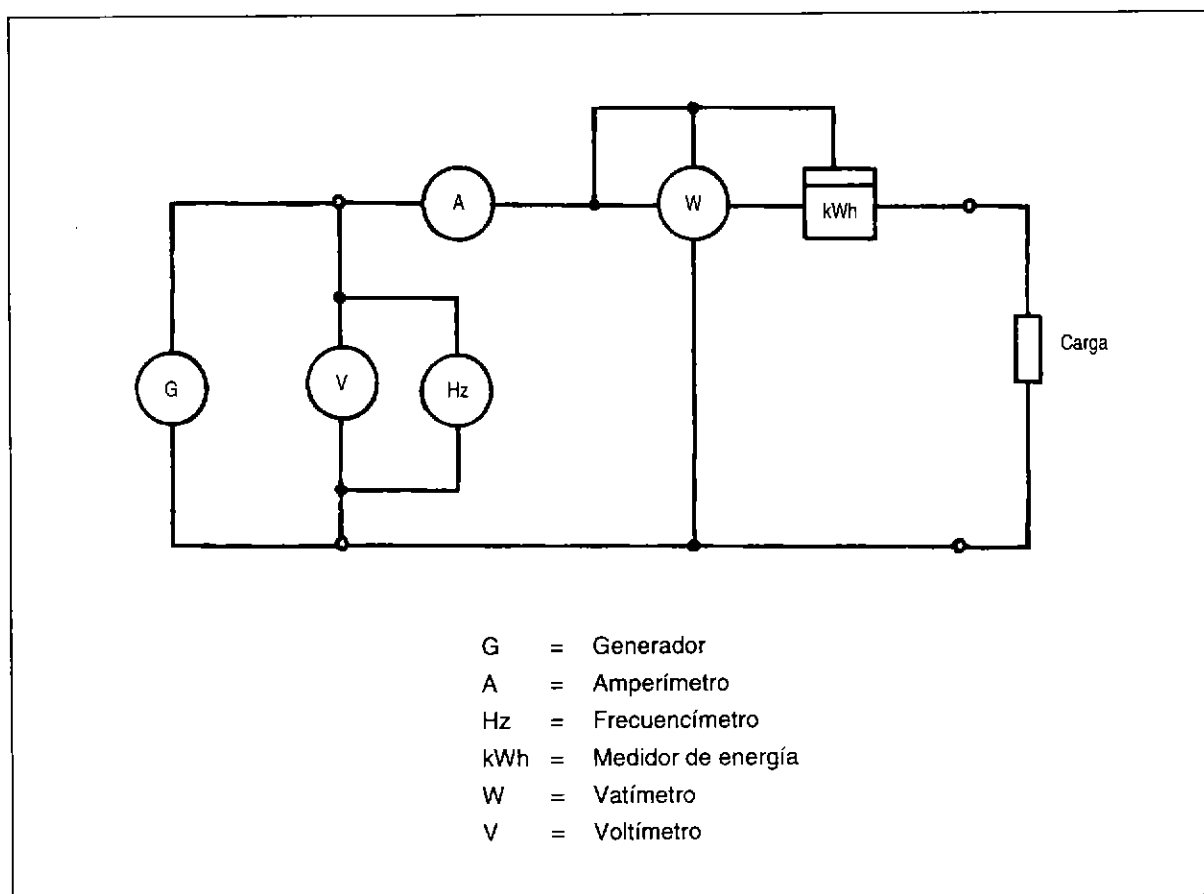 A
W
kWh
G
V
Hz
Carga
G = Generador
A = Amperímetro
Hz = Frecuencímetro
kWh = Medidor de energía
W = Vatímetro
V = Voltímetro